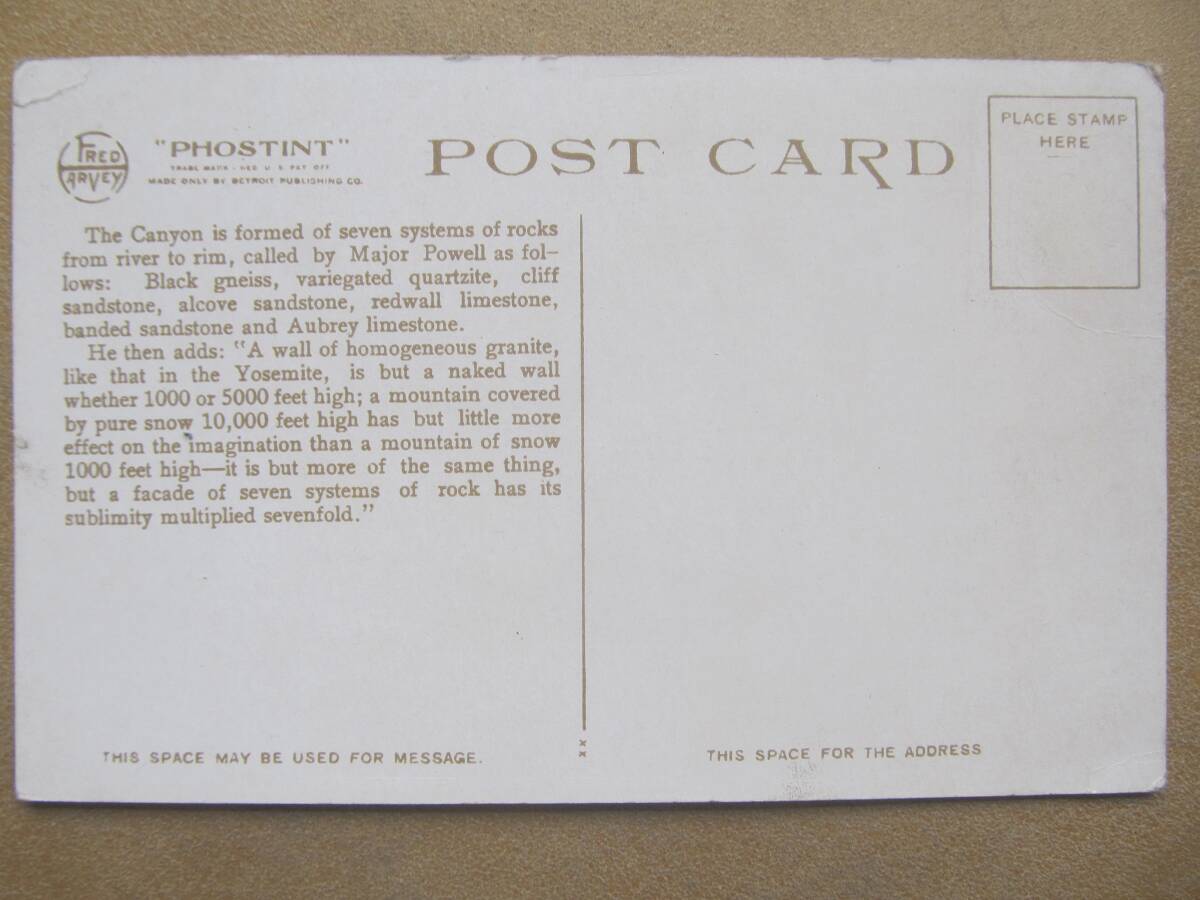 FRED HARVEY
"PHOSTINT"
TRADE MARK - REG U.S. PAT OFF
MADE ONLY BY DETROIT PUBLISHING CO.
POST CARD
PLACE STAMP
HERE
The Canyon is formed of seven systems of rocks
from river to rim, called by Major Powell as fol-
lows: Black gneiss, variegated quartzite, cliff
sandstone, alcove sandstone, redwall limestone,
banded sandstone and Aubrey limestone.
He then adds: "A wall of homogeneous granite,
like that in the Yosemite, is but a naked wall
whether 1000 or 5000 feet high; a mountain covered
by pure snow 10,000 feet high has but little more
effect on the imagination than a mountain of snow
1000 feet high—it is but more of the same thing,
but a facade of seven systems of rock has its
sublimity multiplied sevenfold."
THIS SPACE MAY BE USED FOR MESSAGE.
xx
THIS SPACE FOR THE ADDRESS